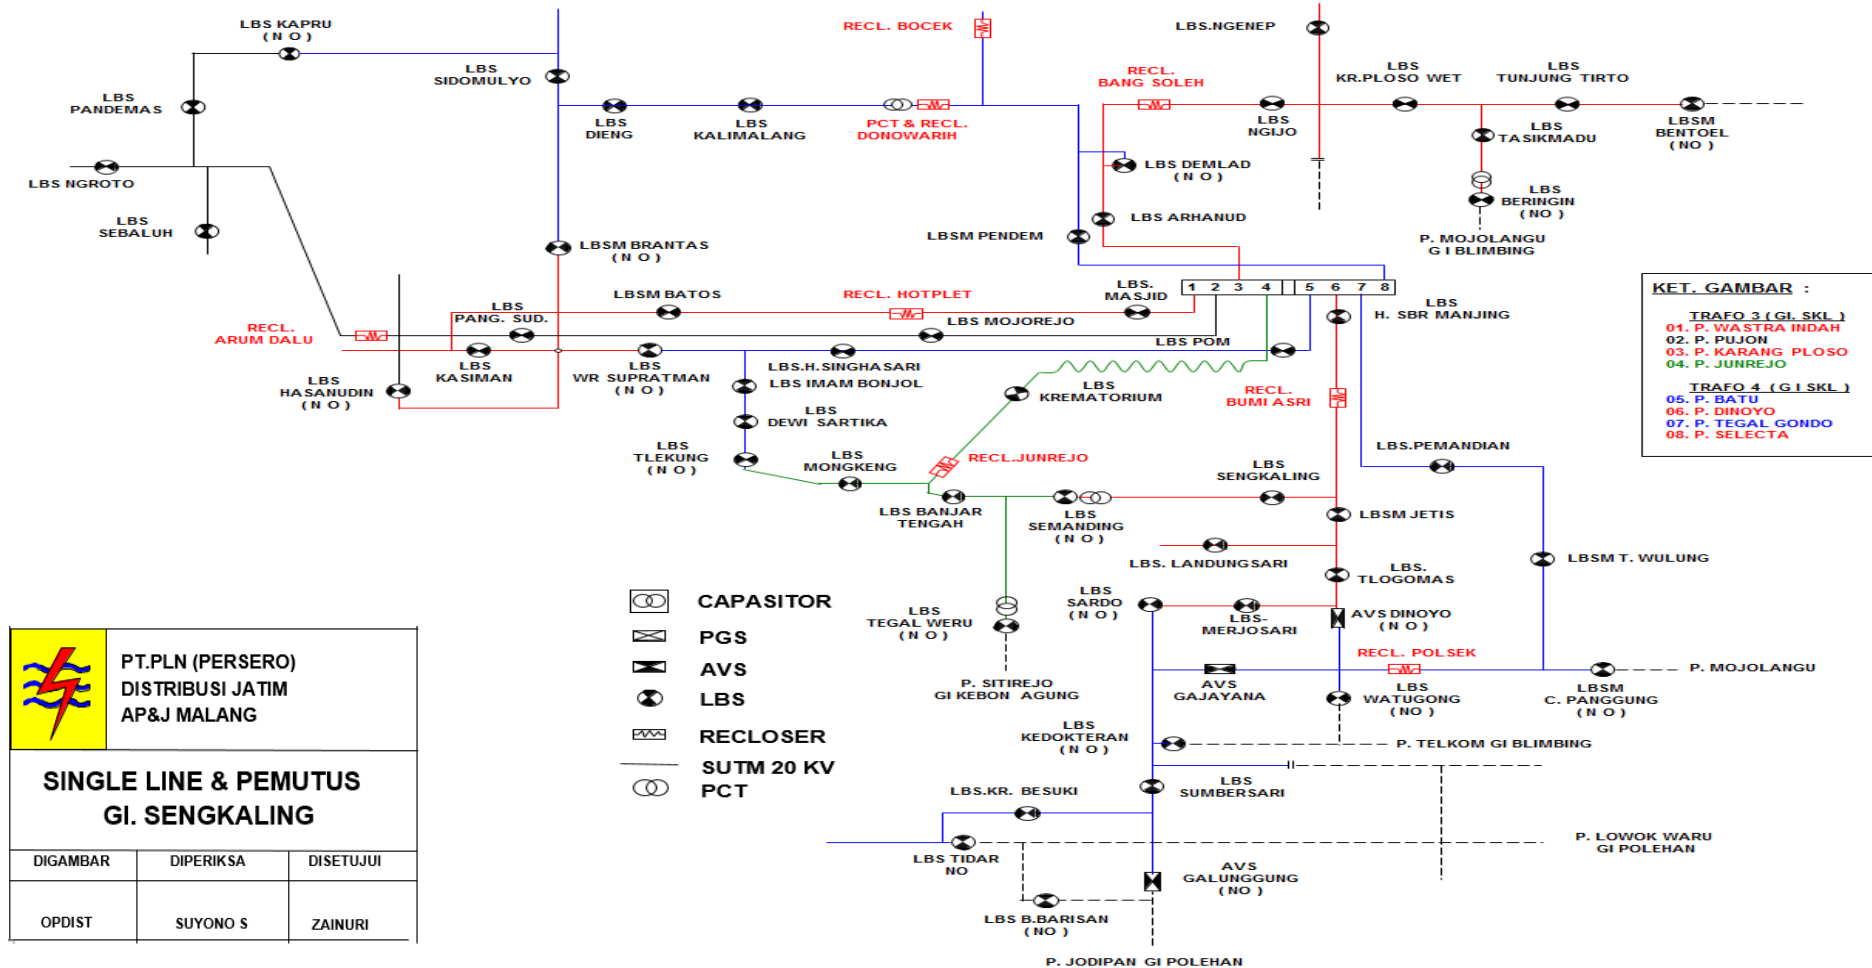 LBS KAPRU
( N O )
LBS
SIDOMULYO
LBS
PANDEMAS
LBS NGROTO
LBS
SEBALUH
LBS
DIENG
LBS
KALIMALANG
PCT & RECL.
DONOWARIH
RECL. BOCEK
LBS.NGENEP
RECL.
BANG SOLEH
LBS
NGIJO
LBS
KR.PLOSO WET
LBS
TUNJUNG TIRTO
LBS
TASIKMADU
LBSM
BENTOEL
(NO )
LBS
BERINGIN
(NO )
P. MOJOLANGU
G I BLIMBING
LBS DEMLAD
( N O )
LBS ARHANUD
LBSM PENDEM
LBSM BRANTAS
( N O )
LBSM BATOS
RECL. HOTPLET
LBS.
MASJID
1 2 3 4 5 6 7 8
LBS
H. SBR MANJING
LBS
PANG. SUD.
LBS MOJOREJO
LBS POM
RECL.
ARUM DALU
LBS
KASIMAN
LBS
HASANUDIN
( N O )
LBS
WR SUPRATMAN
( N O )
LBS.H.SINGHASARI
LBS IMAM BONJOL
LBS
DEWI SARTIKA
LBS
TLEKUNG
( N O )
LBS
MONGKENG
LBS
KREMATORIUM
RECL.JUNREJO
RECL.
BUMI ASRI
LBS BANJAR
TENGAH
LBS
SEMANDING
( N O )
LBS
SENGKALING
LBS.PEMANDIAN
LBSM JETIS
LBS. LANDUNGSARI
LBS.
TLOGOMAS
LBSM T. WULUNG
LBS
SARDO
( N O )
LBS-
MERJOSARI
AVS DINOYO
( N O )
LBS
TEGAL WERU
( N O )
P. SITIREJO
GI KEBON AGUNG
RECL. POLSEK
AVS
GAJAYANA
LBS
WATUGONG
(NO )
LBSM
C. PANGGUNG
( N O )
P. MOJOLANGU
LBS
KEDOKTERAN
( N O )
P. TELKOM GI BLIMBING
LBS
SUMBERSARI
LBS.KR. BESUKI
LBS TIDAR
NO
P. LOWOK WARU
GI POLEHAN
AVS
GALUNGGUNG
( NO )
LBS B.BARISAN
(NO )
P. JODIPAN GI POLEHAN
KET. GAMBAR :
TRAFO 3 ( GI. SKL )
01. P. WASTRA INDAH
02. P. PUJON
03. P. KARANG PLOSO
04. P. JUNREJO
TRAFO 4 ( G I SKL )
05. P. BATU
06. P. DINOYO
07. P. TEGAL GONDO
08. P. SELECTA
CAPASITOR
PGS
AVS
LBS
RECLOSER
SUTM 20 KV
PCT
PT.PLN (PERSERO)
DISTRIBUSI JATIM
AP&J MALANG
SINGLE LINE & PEMUTUS
GI. SENGKALING
DIGAMBAR DIPERIKSA DISETUJUI
OPDIST SUYONO S ZAINURI